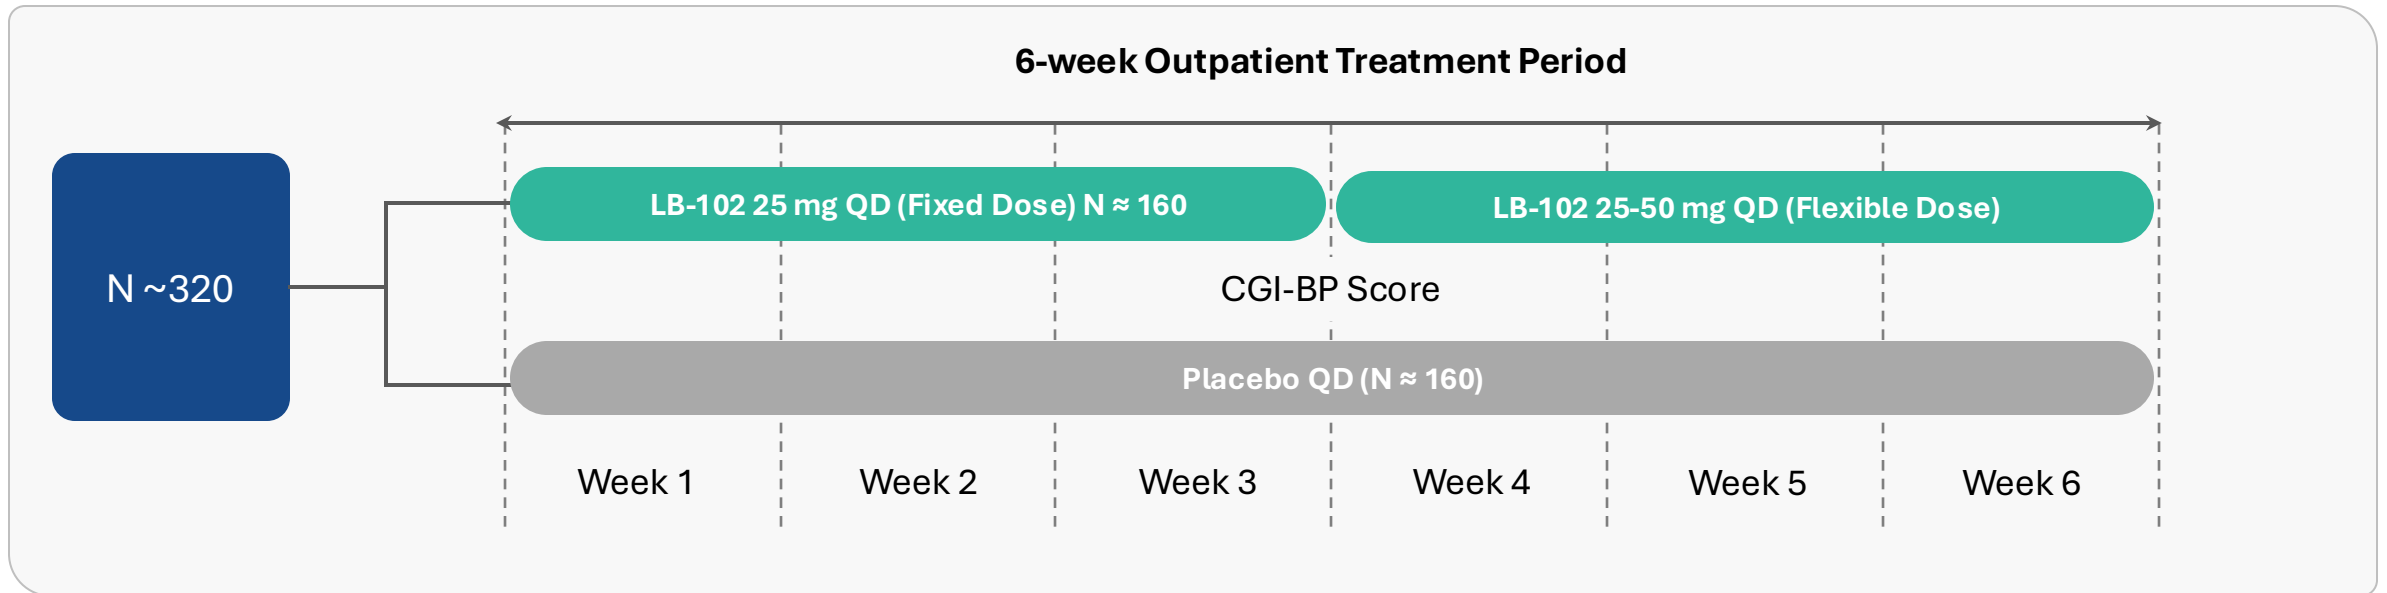 6-week Outpatient Treatment Period
N ~320
LB-102 25 mg QD (Fixed Dose) N ≈ 160
LB-102 25-50 mg QD (Flexible Dose)
CGI-BP Score
Placebo QD (N ≈ 160)
Week 1
Week 2
Week 3
Week 4
Week 5
Week 6